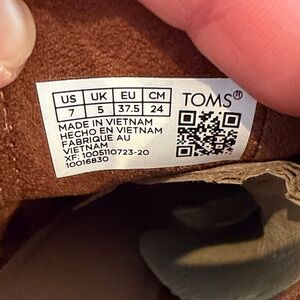 US UK EU CM TOMS®
7 5 37.5 24
MADE IN VIETNAM
HECHO EN VIETNAM
FABRIQUE AU
VIETNAM
XF: 1005110723-20
10016830